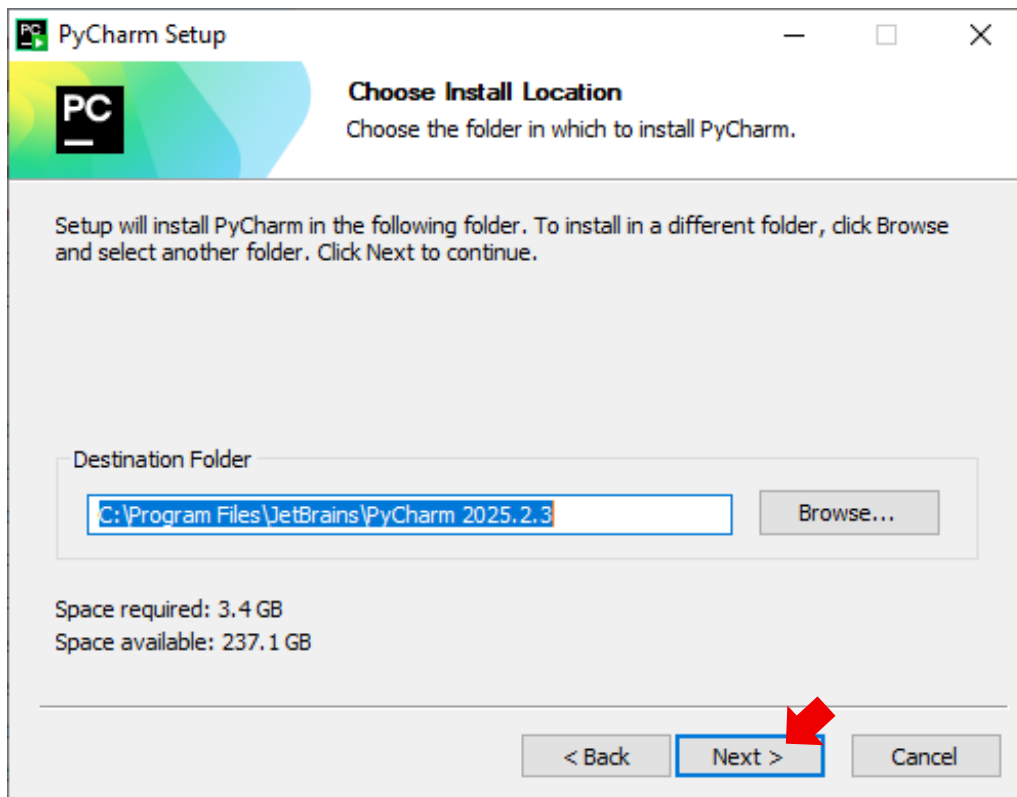 PyCharm Setup
PC
Choose Install Location
Choose the folder in which to install PyCharm.
Setup will install PyCharm in the following folder. To install in a different folder, click Browse
and select another folder. Click Next to continue.
Destination Folder
C:\Program Files\JetBrains\PyCharm 2025.2.3
Browse...
Space required: 3.4 GB
Space available: 237.1 GB
< Back
Next >
Cancel